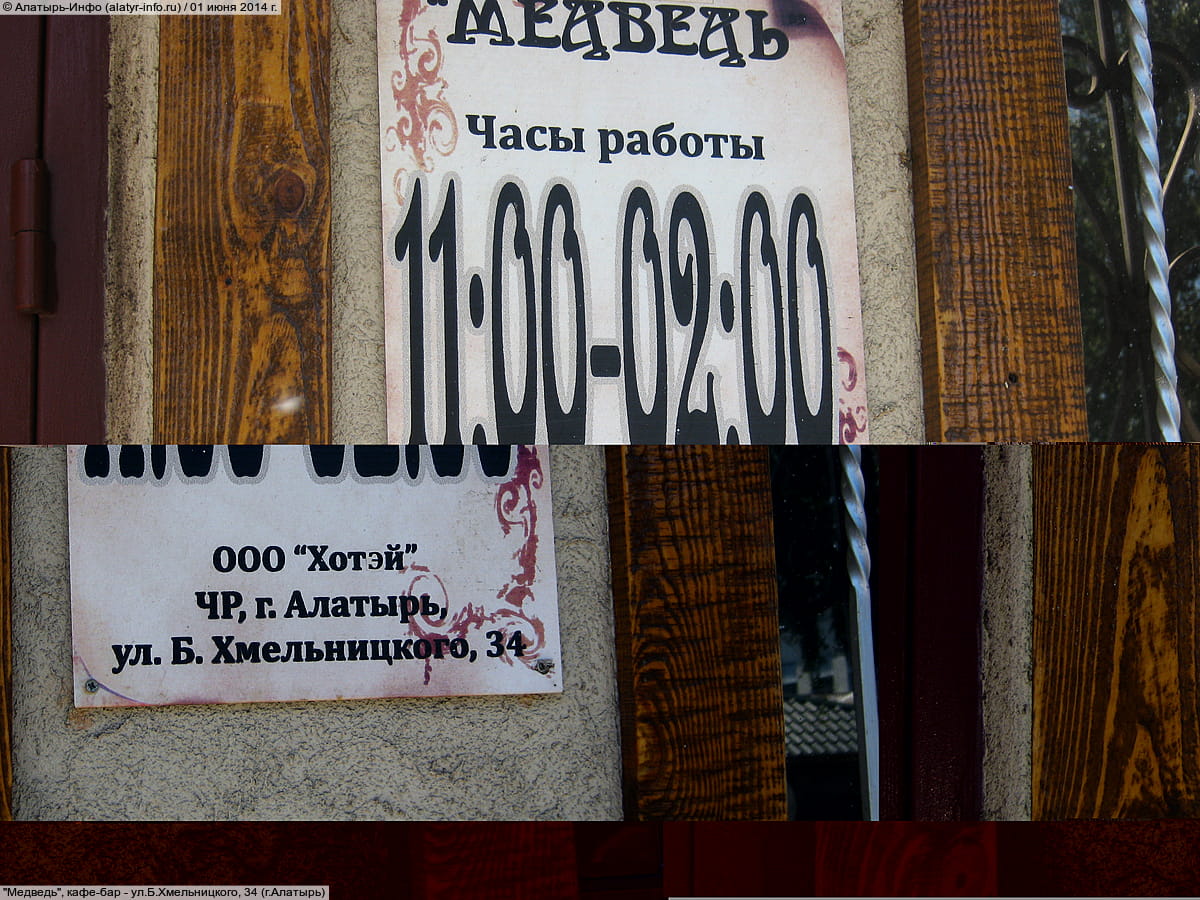 © Алатырь-Инфо (alatyr-info.ru) / 01 июня 2014 г.
"МЕДВЕДЬ"
Часы работы
11:00-02:00
ООО “Хотэй”
ЧР, г. Алатырь,
ул. Б. Хмельницкого, 34
"Медведь", кафе-бар - ул.Б.Хмельницкого, 34 (г.Алатырь)